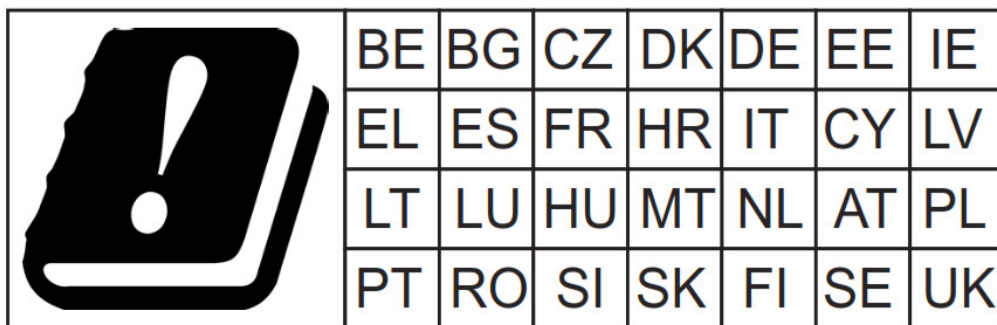 BE BG CZ DK DE EE IE
EL ES FR HR IT CY LV
LT LU HU MT NL AT PL
PT RO SI SK FI SE UK